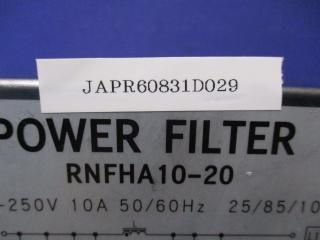 JAPR60831D029
POWER FILTER
RNFHA10-20
-250V 10A 50/60Hz 25/85/10